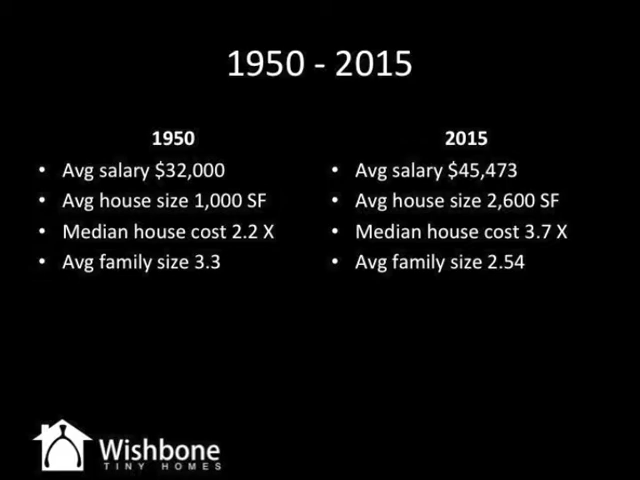 1950 - 2015
1950
• Avg salary $32,000
• Avg house size 1,000 SF
• Median house cost 2.2 X
• Avg family size 3.3
2015
• Avg salary $45,473
• Avg house size 2,600 SF
• Median house cost 3.7 X
• Avg family size 2.54
Wishbone
TINY HOMES